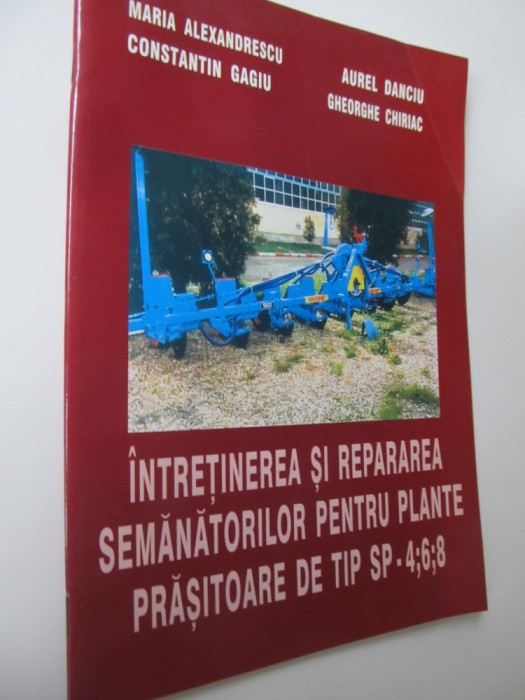 MARIA ALEXANDRESCU
CONSTANTIN GAGIU
AUREL DANCIU
GHEORGHE CHIRIAC
ÎNTREȚINEREA ȘI REPARAREA
SEMĂNĂTORILOR PENTRU PLANTE
PRĂȘITOARE DE TIP SP-4;6;8